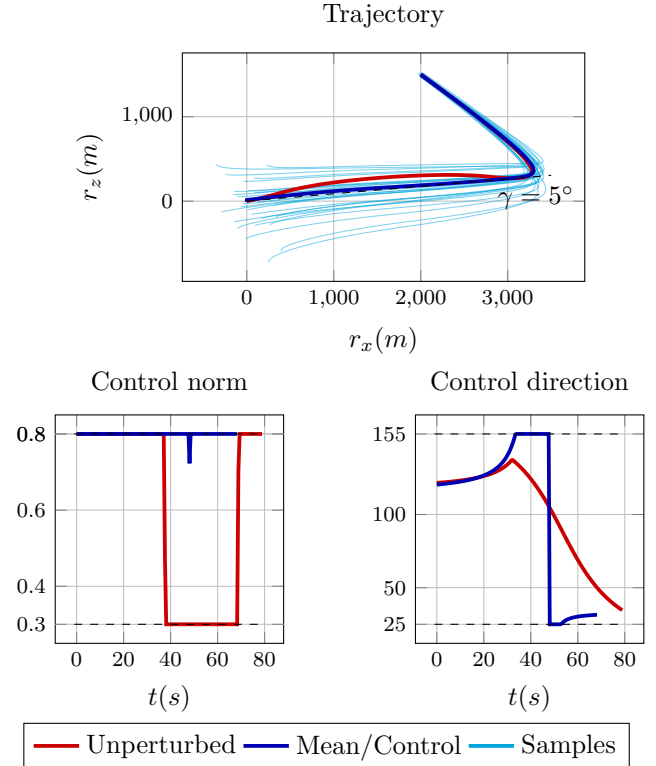 Trajectory
1,000
0
r_z(m)
γ = 5°
0 1,000 2,000 3,000
r_x(m)
Control norm Control direction
0.8 155
0.6 100
0.4 50
0.3 25
0 20 40 60 80 0 20 40 60 80
t(s) t(s)
Unperturbed Mean/Control Samples